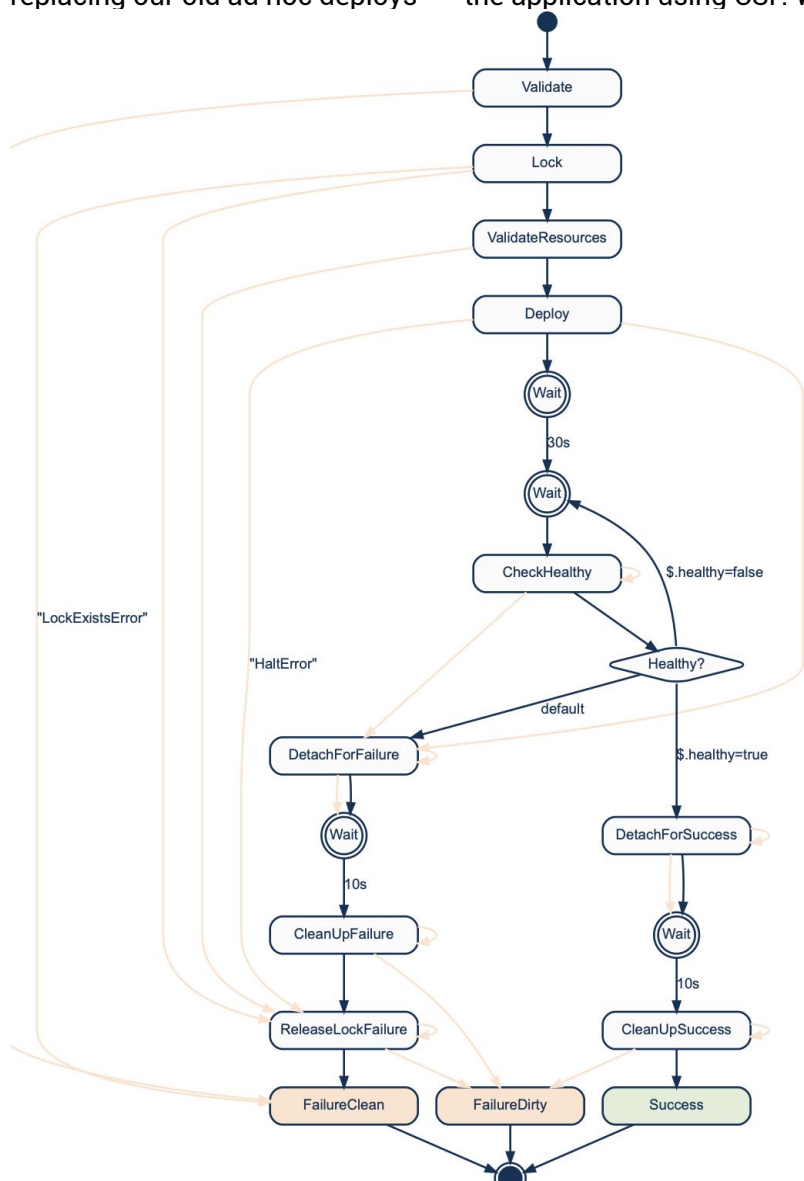 replacing our old ad hoc deploys
the application using CSP. W
Validate
Lock
ValidateResources
Deploy
Wait
30s
Wait
CheckHealthy
$.healthy=false
"LockExistsError"
"HaltError"
Healthy?
default
DetachForFailure
$.healthy=true
Wait
DetachForSuccess
10s
CleanUpFailure
Wait
10s
ReleaseLockFailure
CleanUpSuccess
FailureClean
FailureDirty
Success